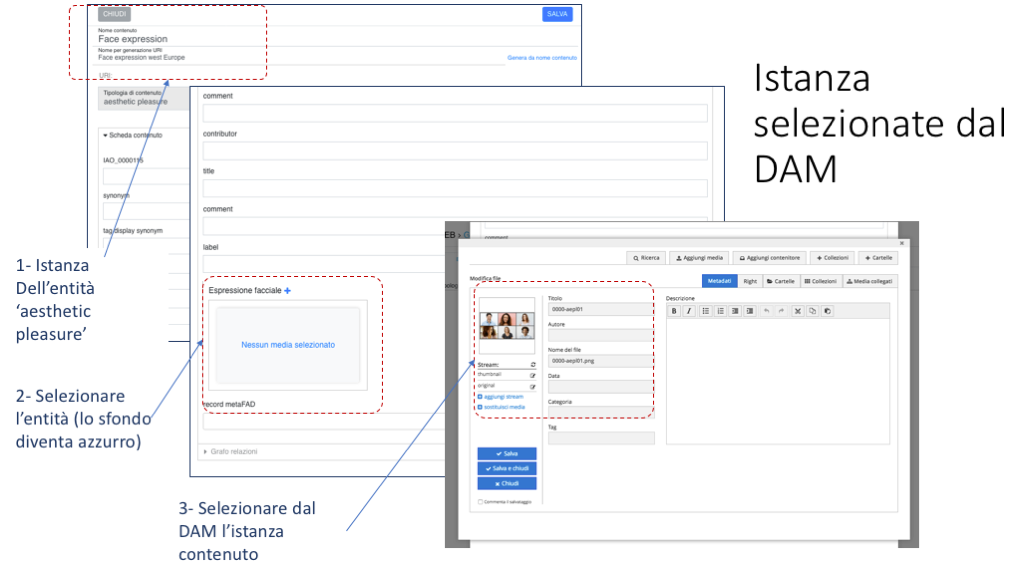 CHIUDI
SALVA
Nome contenuto
Face expression
Nome per generazione URI
Face expression west Europe
Genera da nome contenuto
URI:
Tipologia di contenuto
aesthetic pleasure
Scheda contenuto
IAO_0000115
synonym
tag display synonym
comment
contributor
title
comment
label
Espressione facciale
Nessun media selezionato
record metaFAD
Grafo relazioni
Istanza
selezionate dal
DAM
1- Istanza
Dell’entità
‘aesthetic
pleasure’
2- Selezionare
l’entità (lo sfondo
diventa azzurro)
3- Selezionare dal
DAM l’istanza
contenuto
EB
comment
Ricerca
Aggiungi media
Aggiungi contenitore
Collezioni
Cartelle
Modifica file
Metadati
Right
Cartelle
Collezioni
Media collegati
Titolo
0000-aepl01
Autore
Nome del file
0000-aepl01.png
Data
Categoria
Tag
Descrizione
B I
Stream:
thumbnail
original
aggiungi stream
sostituisci media
Salva
Salva e chiudi
Chiudi
Commenta il salvataggio